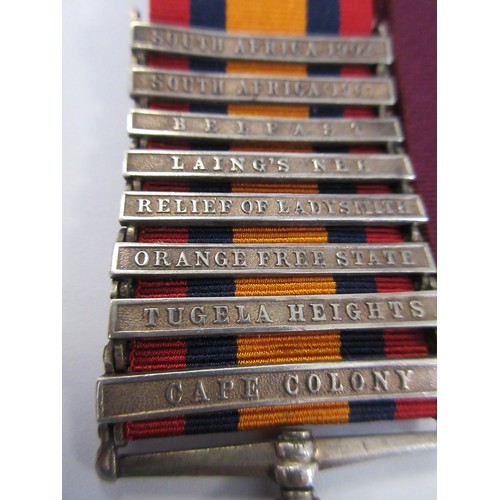 SOUTH AFRICA 1902
SOUTH AFRICA 1901
BELFAST
LAING'S NEK
RELIEF OF LADYSMITH
ORANGE FREE STATE
TUGELA HEIGHTS
CAPE COLONY